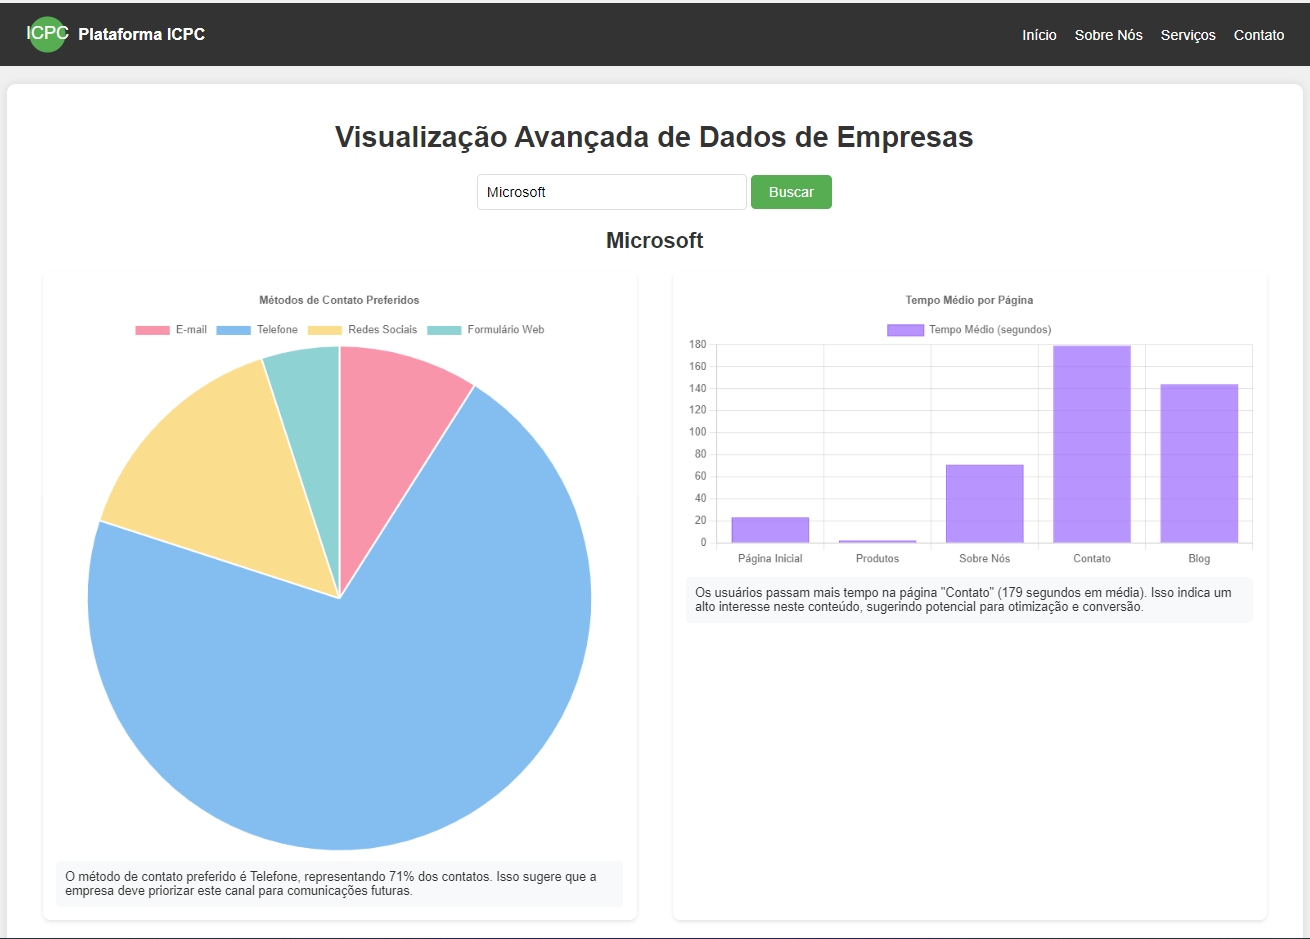 ICPC Plataforma ICPC
Início Sobre Nós Serviços Contato
Visualização Avançada de Dados de Empresas
Microsoft Buscar
Microsoft
Métodos de Contato Preferidos
E-mail Telefone Redes Sociais Formulário Web
O método de contato preferido é Telefone, representando 71% dos contatos. Isso sugere que a
empresa deve priorizar este canal para comunicações futuras.
Tempo Médio por Página
Tempo Médio (segundos)
180
160
140
120
100
80
60
40
20
0
Página Inicial Produtos Sobre Nós Contato Blog
Os usuários passam mais tempo na página "Contato" (179 segundos em média). Isso indica um
alto interesse neste conteúdo, sugerindo potencial para otimização e conversão.